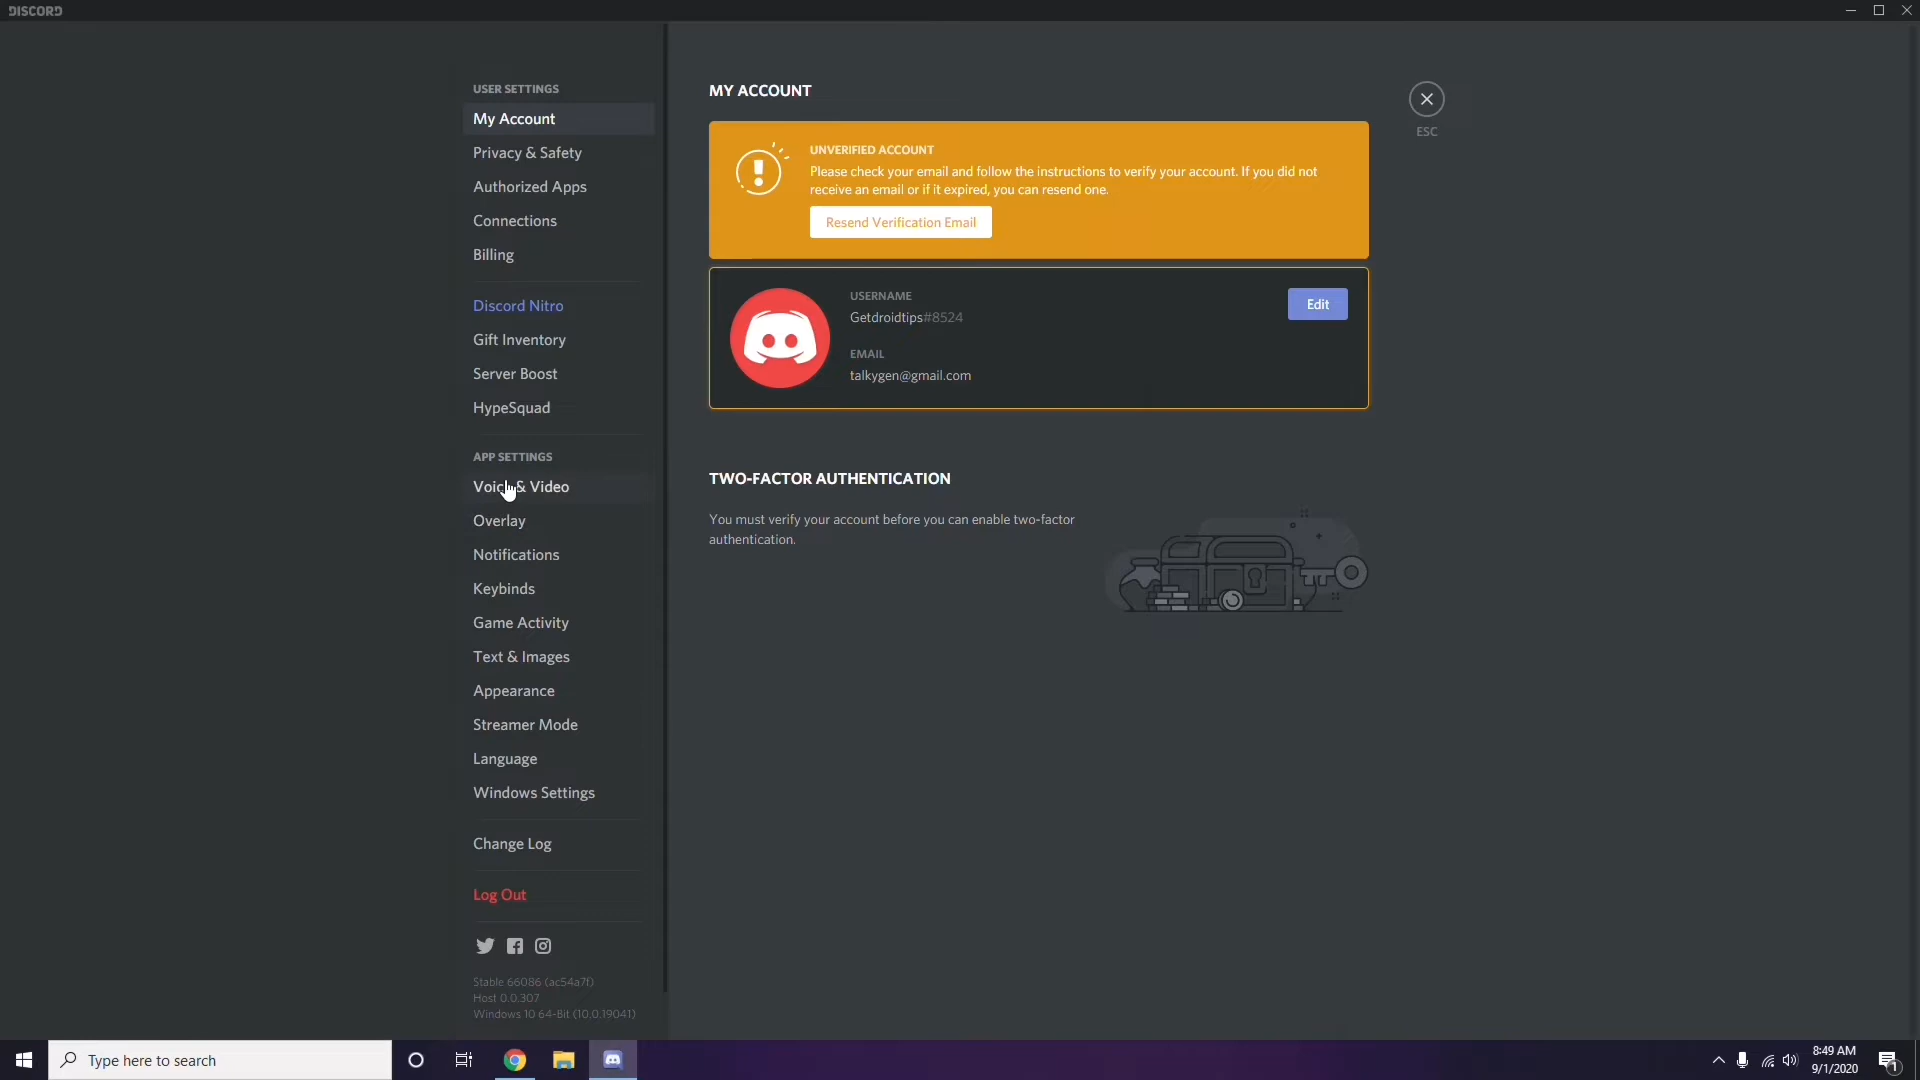 DISCORD
USER SETTINGS
My Account
Privacy & Safety
Authorized Apps
Connections
Billing
Discord Nitro
Gift Inventory
Server Boost
HypeSquad
APP SETTINGS
Voice & Video
Overlay
Notifications
Keybinds
Game Activity
Text & Images
Appearance
Streamer Mode
Language
Windows Settings
Change Log
Log Out
Stable 66086 (ac54a7f)
Host 0.0.307
Windows 10 64-Bit (10.0.19041)
MY ACCOUNT
ESC
UNVERIFIED ACCOUNT
Please check your email and follow the instructions to verify your account. If you did not
receive an email or if it expired, you can resend one.
Resend Verification Email
USERNAME
Getdroidtips#8524
Edit
EMAIL
talkygen@gmail.com
TWO-FACTOR AUTHENTICATION
You must verify your account before you can enable two-factor
authentication.
Type here to search
8:49 AM
9/1/2020
1